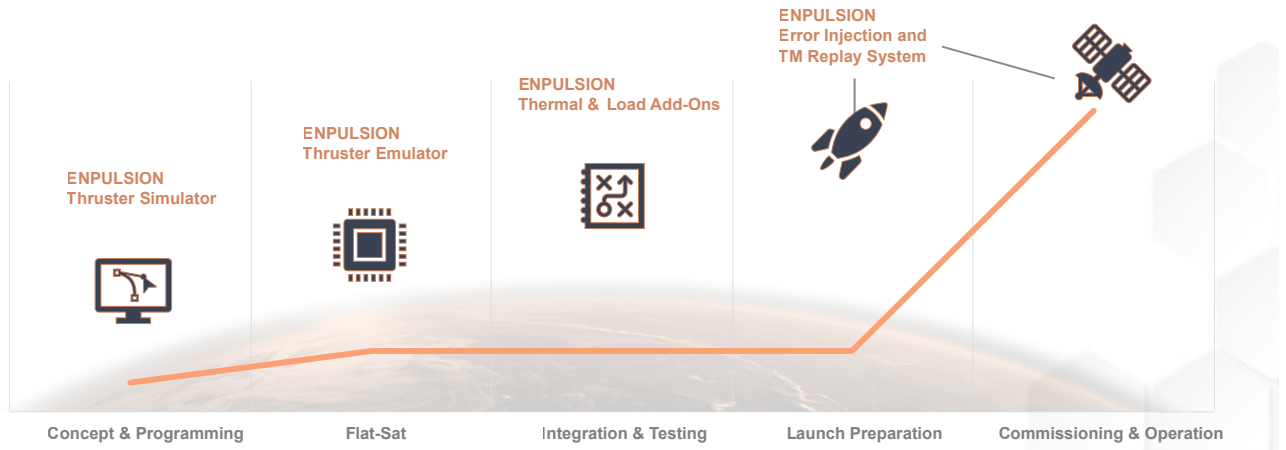 ENPULSION
Thruster Simulator
ENPULSION
Thruster Emulator
ENPULSION
Thermal & Load Add-Ons
ENPULSION
Error Injection and
TM Replay System
Concept & Programming
Flat-Sat
Integration & Testing
Launch Preparation
Commissioning & Operation